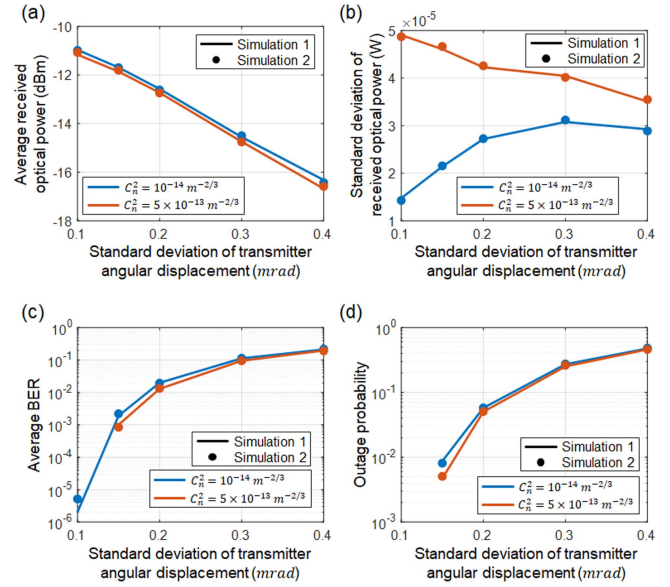 (a)
-10
-12
-14
-16
-18
Average received
optical power (dBm)
Simulation 1
Simulation 2
C_n^2 = 10^{-14} m^{-2/3}
C_n^2 = 5 × 10^{-13} m^{-2/3}
0.1 0.2 0.3 0.4
Standard deviation of transmitter
angular displacement (mrad)
(b)
×10^{-5}
5
4
3
2
1
Standard deviation of
received optical power (W)
Simulation 1
Simulation 2
C_n^2 = 10^{-14} m^{-2/3}
C_n^2 = 5 × 10^{-13} m^{-2/3}
0.1 0.2 0.3 0.4
Standard deviation of transmitter
angular displacement (mrad)
(c)
10^0
10^{-1}
10^{-2}
10^{-3}
10^{-4}
10^{-5}
10^{-6}
Average BER
Simulation 1
Simulation 2
C_n^2 = 10^{-14} m^{-2/3}
C_n^2 = 5 × 10^{-13} m^{-2/3}
0.1 0.2 0.3 0.4
Standard deviation of transmitter
angular displacement (mrad)
(d)
10^0
10^{-1}
10^{-2}
10^{-3}
Outage probability
Simulation 1
Simulation 2
C_n^2 = 10^{-14} m^{-2/3}
C_n^2 = 5 × 10^{-13} m^{-2/3}
0.1 0.2 0.3 0.4
Standard deviation of transmitter
angular displacement (mrad)